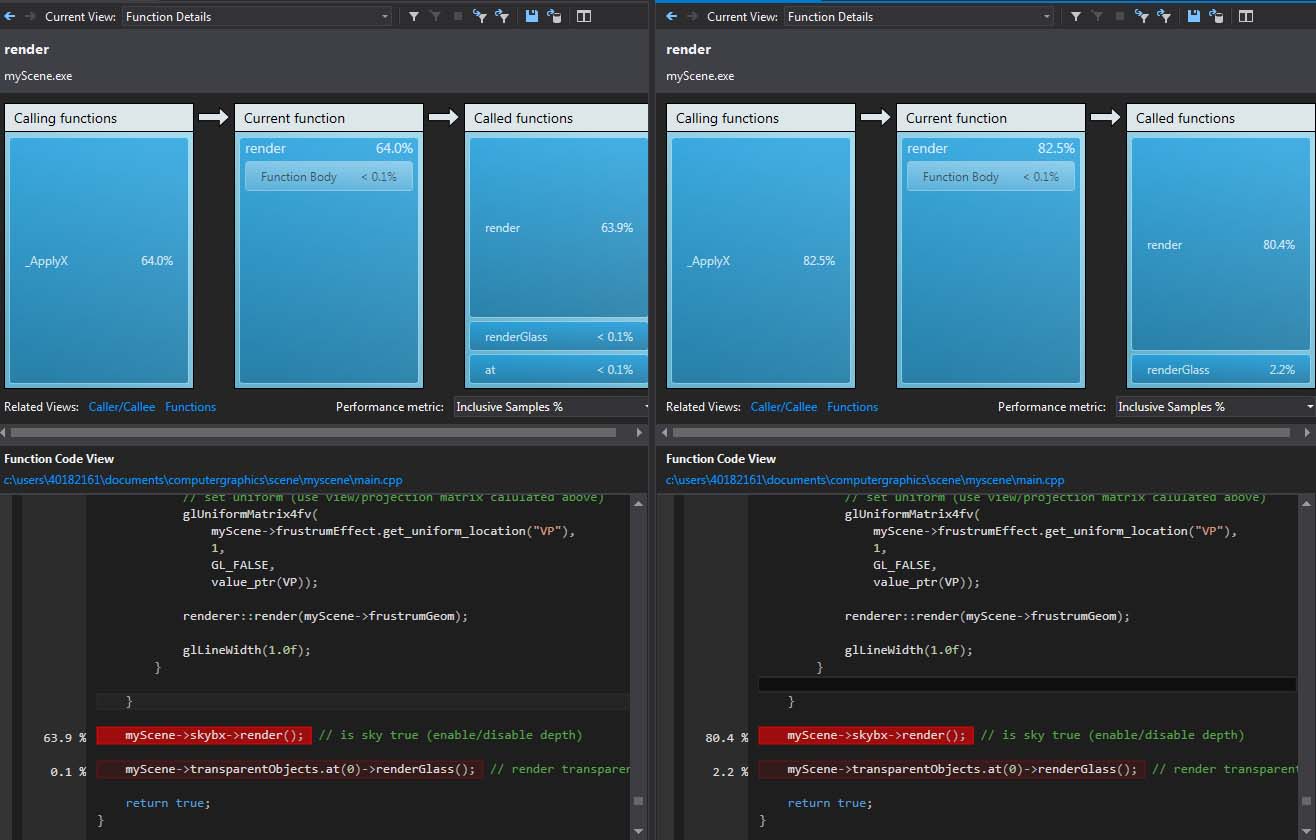 Current View: Function Details
render
myScene.exe
Calling functions
Current function
Called functions
_ApplyX 64.0%
render 64.0%
Function Body < 0.1%
render 63.9%
renderGlass < 0.1%
at < 0.1%
Related Views: Caller/Callee Functions
Performance metric: Inclusive Samples %
Function Code View
c:\users\40182161\documents\computergraphics\scene\myscene\main.cpp
// set uniform (use view/projection matrix calulated above)
glUniformMatrix4fv(
myScene->frustrumEffect.get_uniform_location("VP"),
1,
GL_FALSE,
value_ptr(VP));
renderer::render(myScene->frustrumGeom);
glLineWidth(1.0f);
}
}
63.9 % myScene->skybx->render(); // is sky true (enable/disable depth)
0.1 % myScene->transparentObjects.at(0)->renderGlass(); // render transparen
return true;
}
Current View: Function Details
render
myScene.exe
Calling functions
Current function
Called functions
_ApplyX 82.5%
render 82.5%
Function Body < 0.1%
render 80.4%
renderGlass 2.2%
Related Views: Caller/Callee Functions
Performance metric: Inclusive Samples %
Function Code View
c:\users\40182161\documents\computergraphics\scene\myscene\main.cpp
// set uniform (use view/projection matrix calulated above)
glUniformMatrix4fv(
myScene->frustrumEffect.get_uniform_location("VP"),
1,
GL_FALSE,
value_ptr(VP));
renderer::render(myScene->frustrumGeom);
glLineWidth(1.0f);
}
}
80.4 % myScene->skybx->render(); // is sky true (enable/disable depth)
2.2 % myScene->transparentObjects.at(0)->renderGlass(); // render transparent
return true;
}